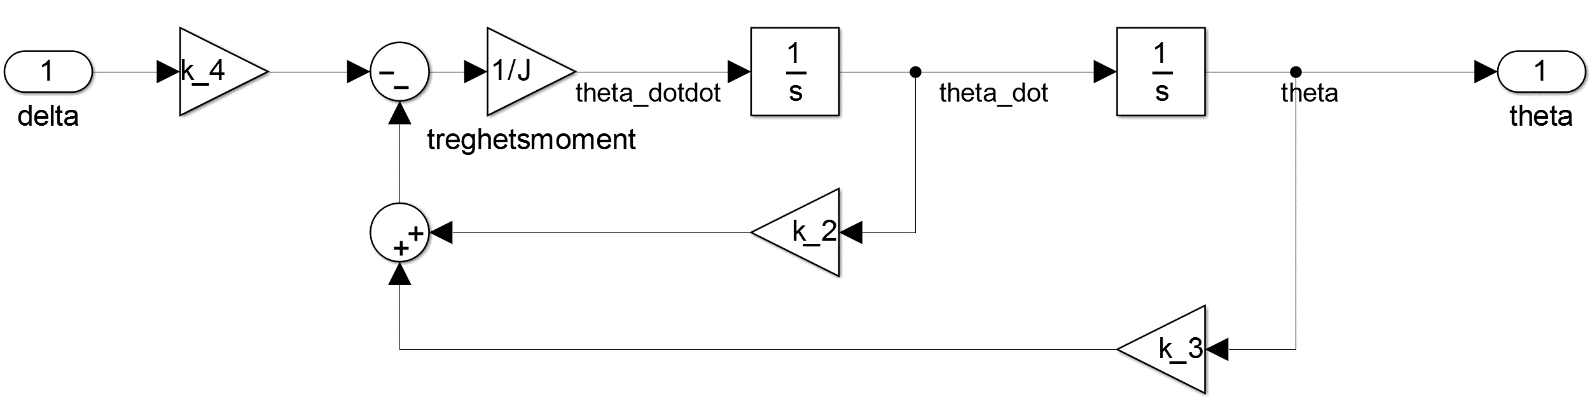 1
delta
k_4
−
−
1/J
treghetsmoment
theta_dotdot
1
s
theta_dot
1
s
theta
1
theta
k_2
+
+
k_3